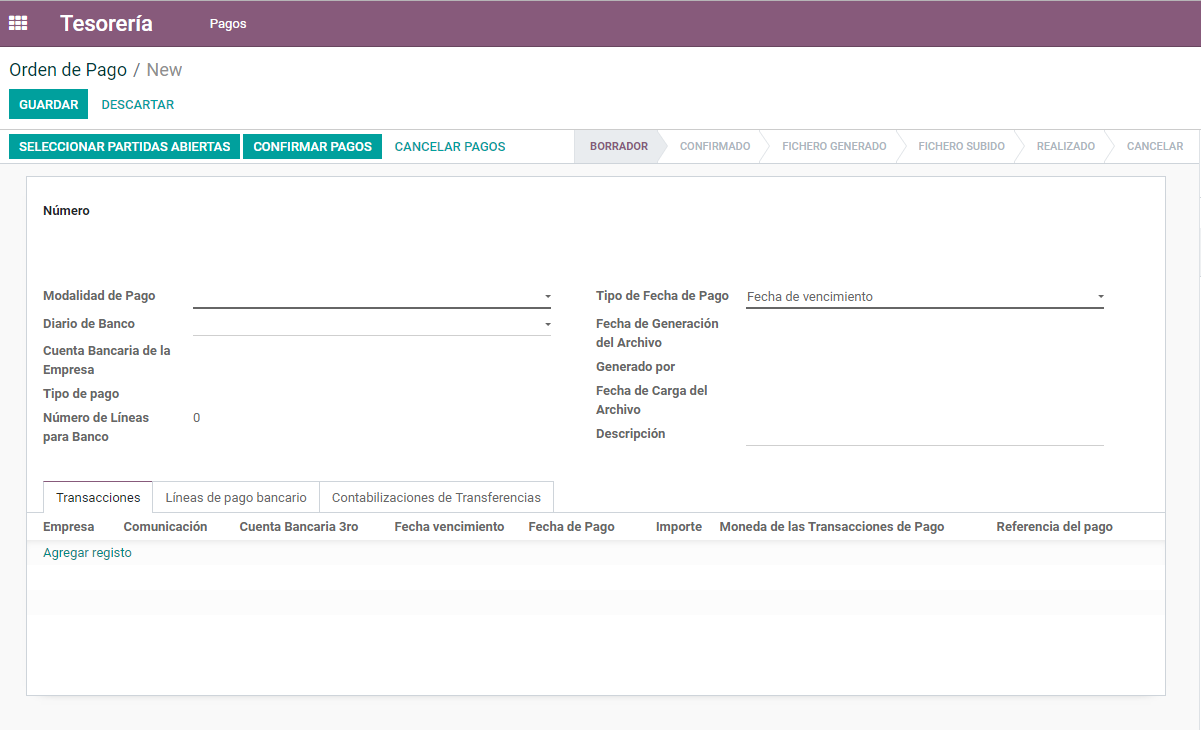 Tesorería Pagos
Orden de Pago / New
GUARDAR DESCARTAR
SELECCIONAR PARTIDAS ABIERTAS CONFIRMAR PAGOS CANCELAR PAGOS BORRADOR CONFIRMADO FICHERO GENERADO FICHERO SUBIDO REALIZADO CANCELAR
Número
Modalidad de Pago
Diario de Banco
Cuenta Bancaria de la
Empresa
Tipo de pago
Número de Líneas
para Banco
0
Tipo de Fecha de Pago Fecha de vencimiento
Fecha de Generación
del Archivo
Generado por
Fecha de Carga del
Archivo
Descripción
Transacciones Líneas de pago bancario Contabilizaciones de Transferencias
Empresa Comunicación Cuenta Bancaria 3ro Fecha vencimiento Fecha de Pago Importe Moneda de las Transacciones de Pago Referencia del pago
Agregar registo